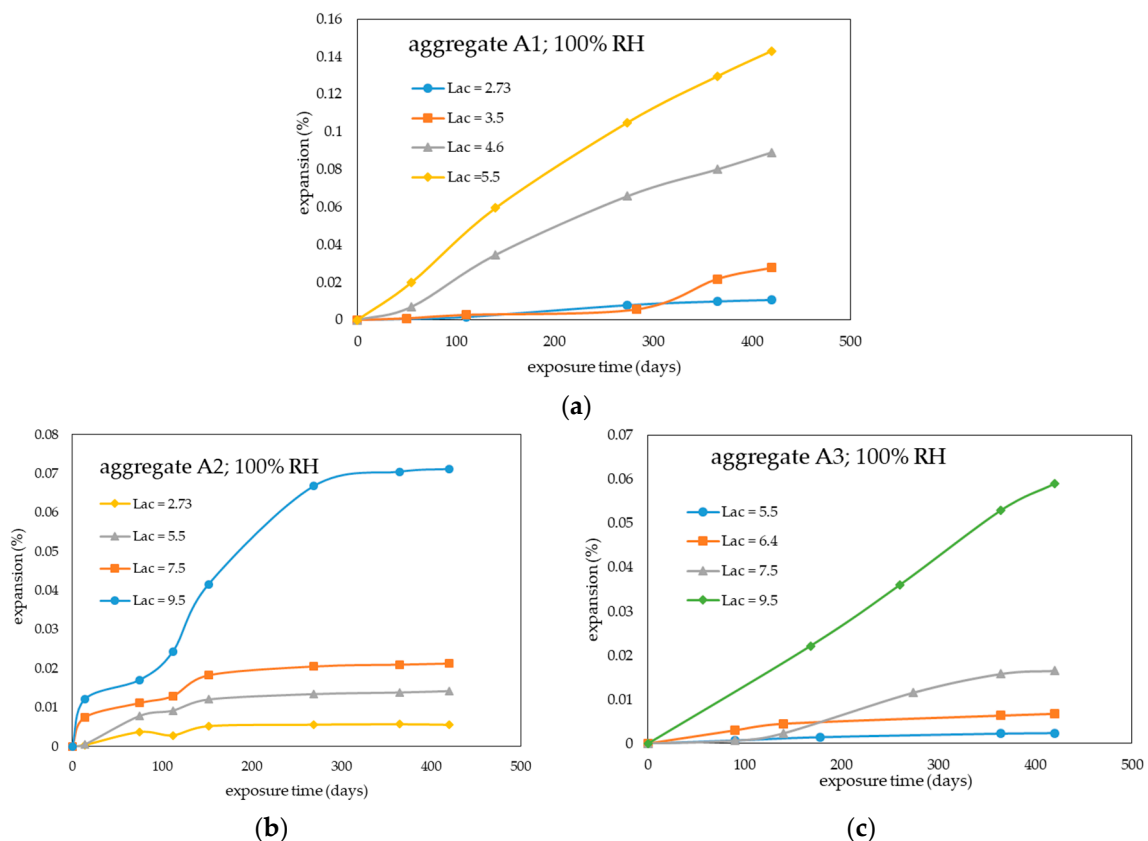 aggregate A1; 100% RH
Lac = 2.73
Lac = 3.5
Lac = 4.6
Lac =5.5
expansion (%)
0.16
0.14
0.12
0.1
0.08
0.06
0.04
0.02
0
0
100
200
300
400
500
exposure time (days)
(a)
aggregate A2; 100% RH
Lac = 2.73
Lac = 5.5
Lac = 7.5
Lac = 9.5
expansion (%)
0.08
0.07
0.06
0.05
0.04
0.03
0.02
0.01
0
0
100
200
300
400
500
exposure time (days)
(b)
aggregate A3; 100% RH
Lac = 5.5
Lac = 6.4
Lac = 7.5
Lac = 9.5
expansion (%)
0.07
0.06
0.05
0.04
0.03
0.02
0.01
0
0
100
200
300
400
500
exposure time (days)
(c)